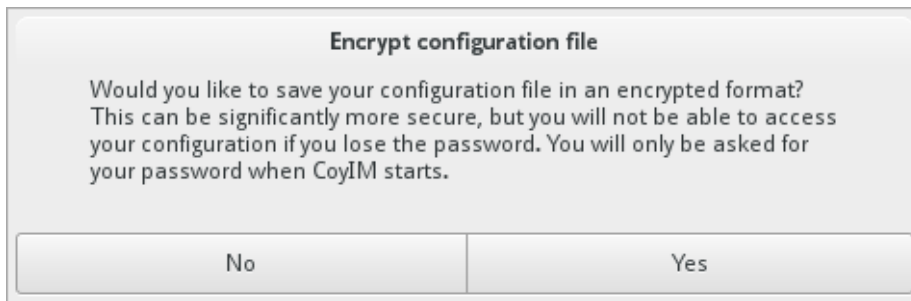 Encrypt configuration file
Would you like to save your configuration file in an encrypted format?
This can be significantly more secure, but you will not be able to access
your configuration if you lose the password. You will only be asked for
your password when CoyIM starts.
No
Yes